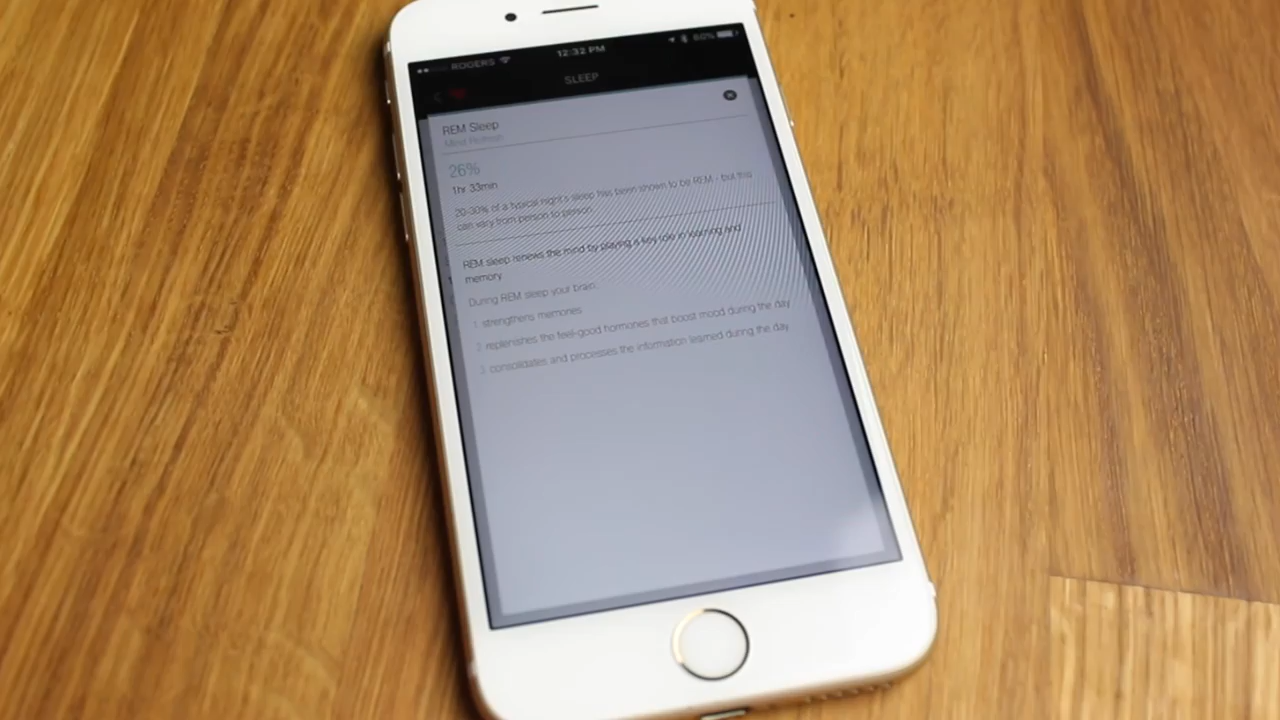 ROGERS 12:32 PM 80%
SLEEP
REM Sleep
Mind Refresh
26%
1hr 33min
20-30% of a typical night's sleep has been shown to be REM - but this
can vary from person to person.
REM sleep renews the mind by playing a key role in learning and
memory
During REM sleep your brain:
1. strengthens memories
2. replenishes the feel-good hormones that boost mood during the day
3. consolidates and processes the information learned during the day